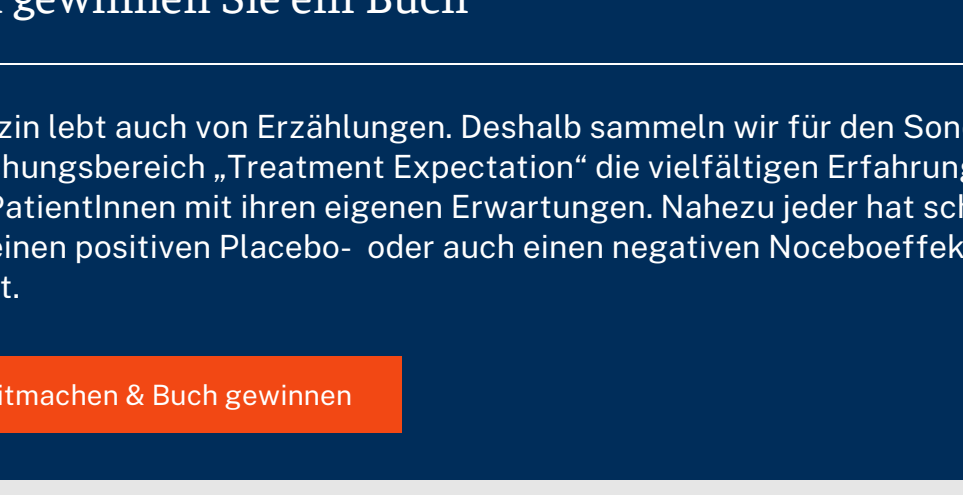 gewinnen Sie ein Buch
zin lebt auch von Erzählungen. Deshalb sammeln wir für den Son
hungsbereich „Treatment Expectation“ die vielfältigen Erfahrung
PatientInnen mit ihren eigenen Erwartungen. Nahezu jeder hat sch
einen positiven Placebo- oder auch einen negativen Noceboeffek
t.
itmachen & Buch gewinnen